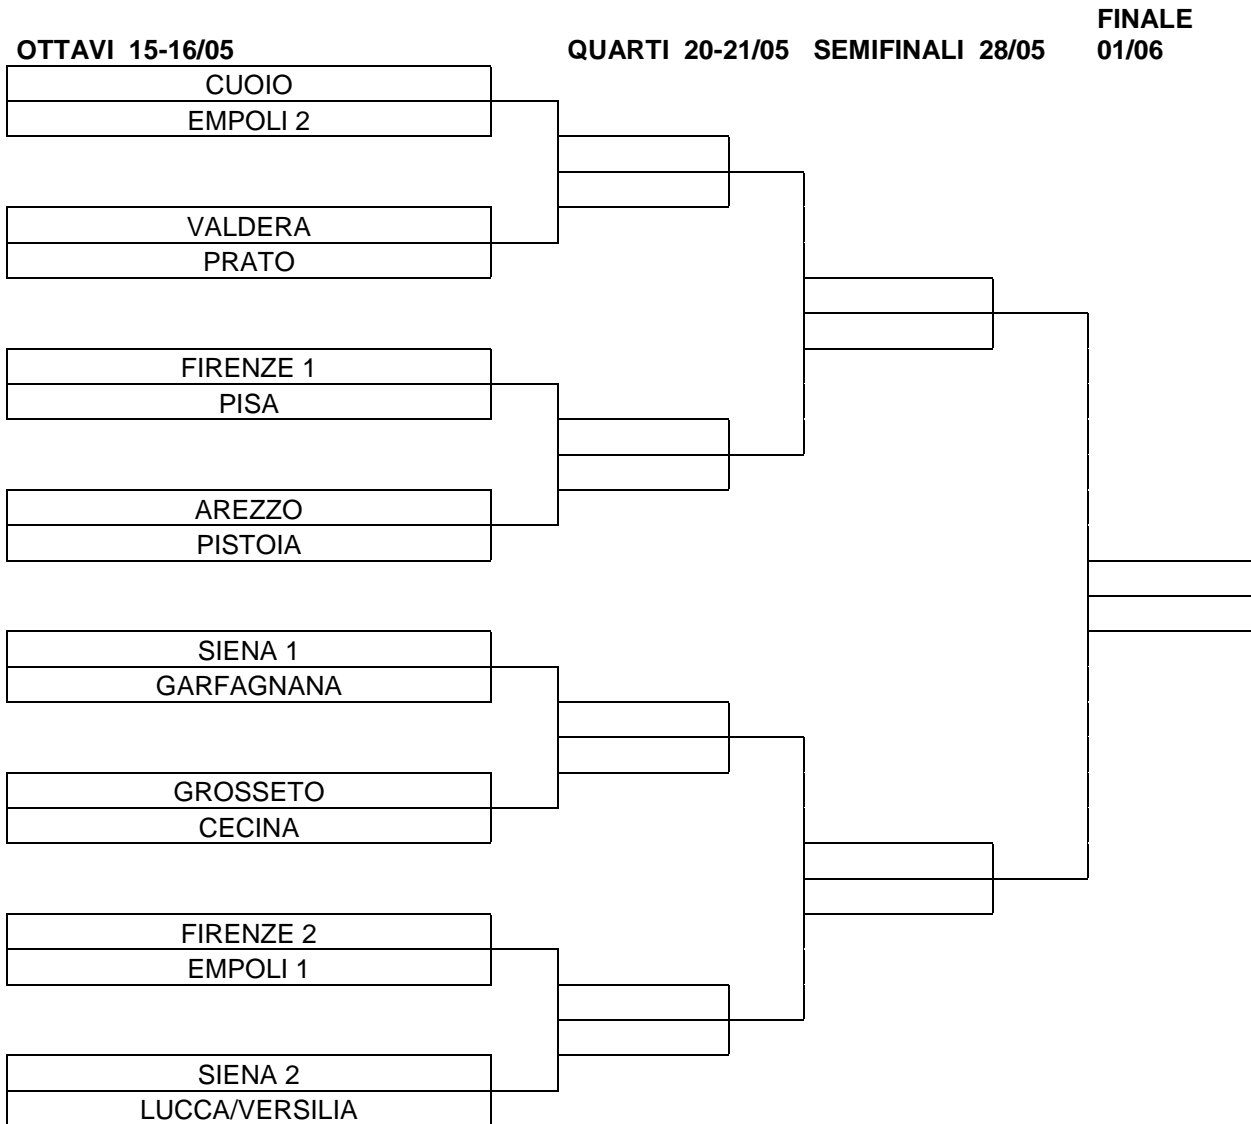 FINALE
OTTAVI 15-16/05 QUARTI 20-21/05 SEMIFINALI 28/05 01/06
CUOIO
EMPOLI 2
VALDERA
PRATO
FIRENZE 1
PISA
AREZZO
PISTOIA
SIENA 1
GARFAGNANA
GROSSETO
CECINA
FIRENZE 2
EMPOLI 1
SIENA 2
LUCCA/VERSILIA